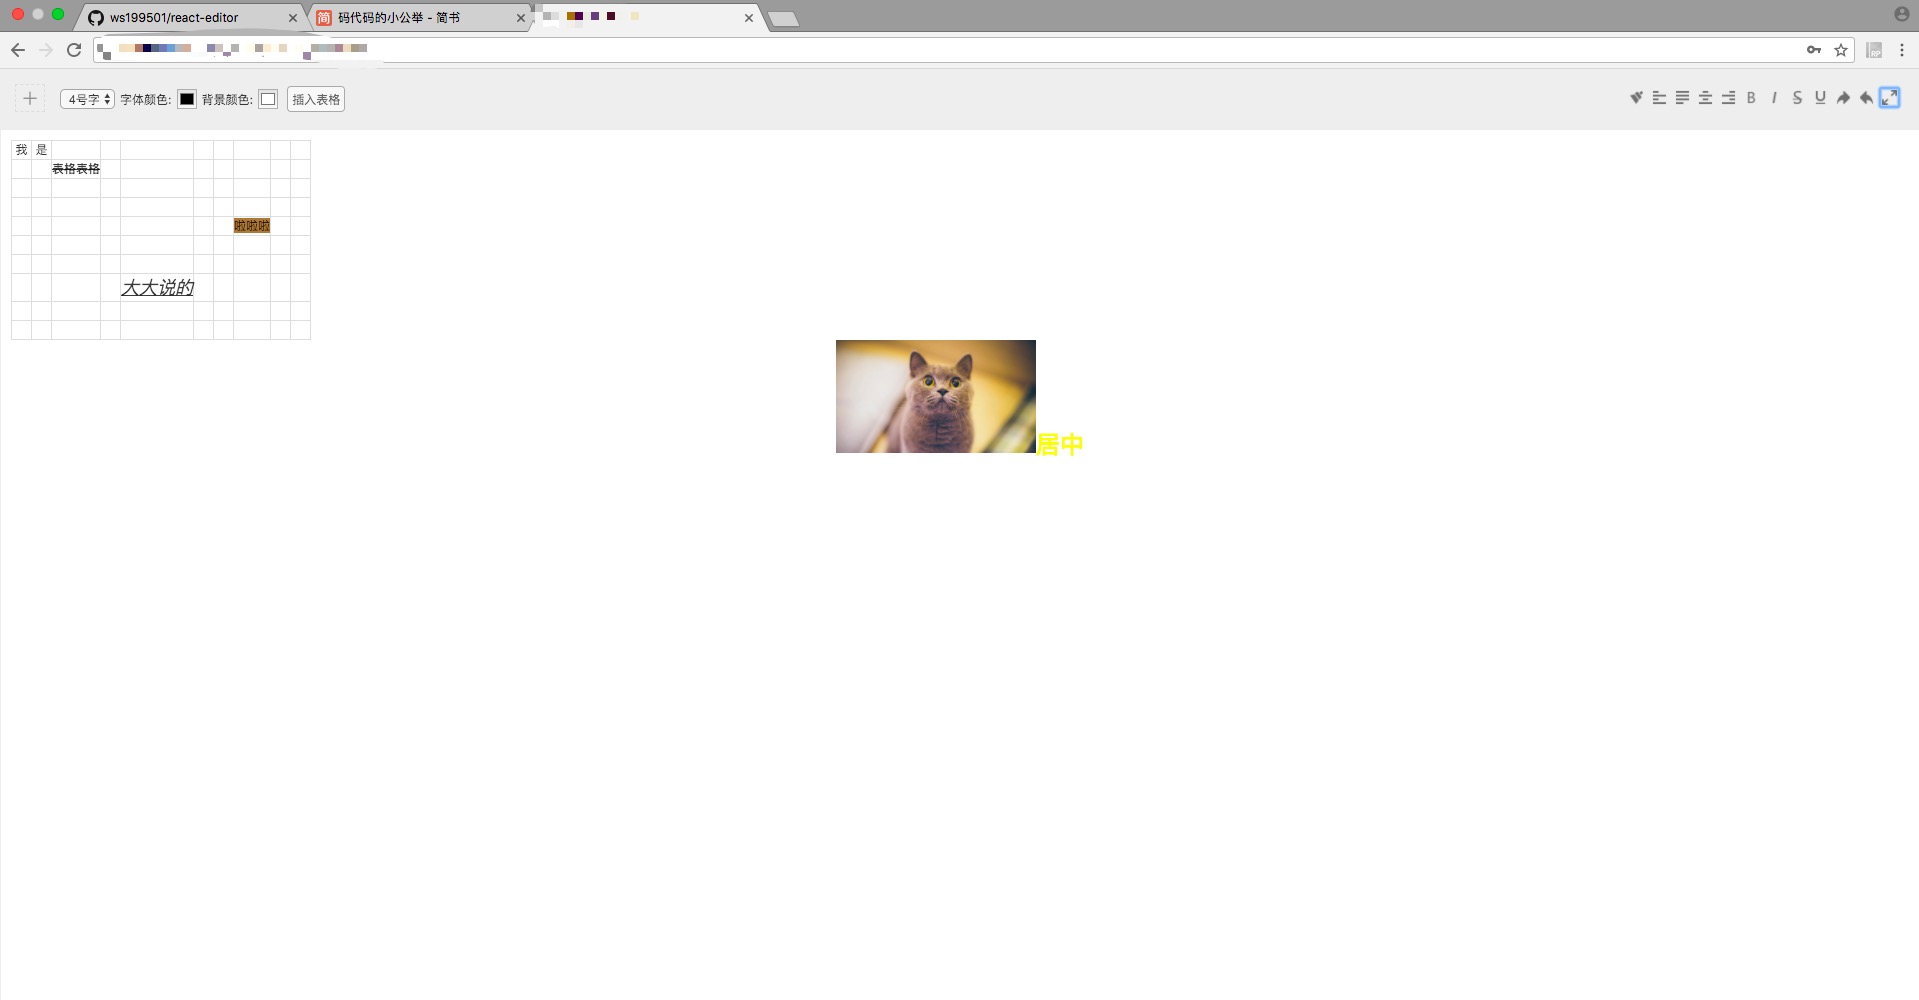 ws199501/react-editor
简 码代码的小公举 - 简书
4号字 字体颜色: 背景颜色: 插入表格 B I S U
我 是
表格表格
啦啦啦
大大说的
居中